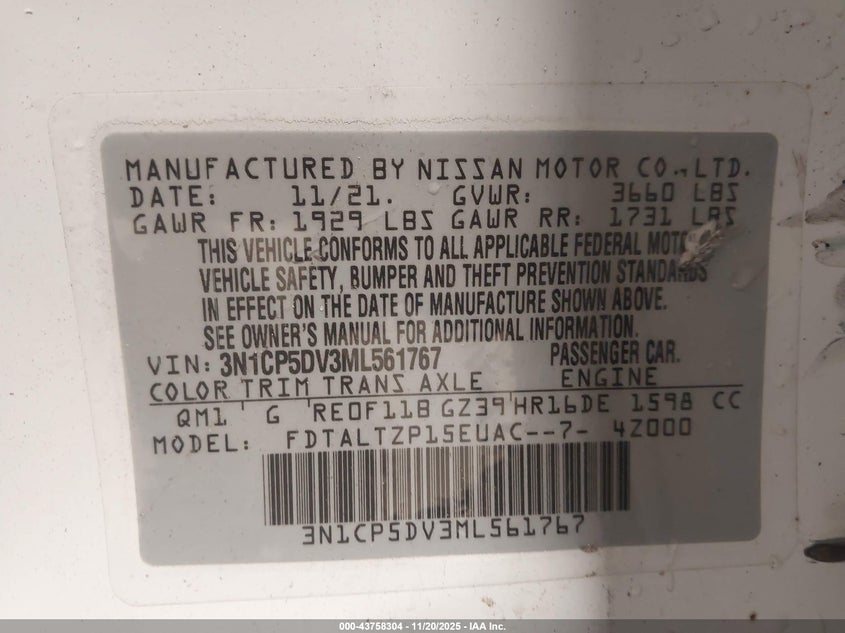 MANUFACTURED BY NISSAN MOTOR CO., LTD.
DATE: 11/21. GVWR: 3660 LBS
GAWR FR: 1929 LBS GAWR RR: 1731 LBS
THIS VEHICLE CONFORMS TO ALL APPLICABLE FEDERAL MOTOR
VEHICLE SAFETY, BUMPER AND THEFT PREVENTION STANDARDS
IN EFFECT ON THE DATE OF MANUFACTURE SHOWN ABOVE.
SEE OWNER'S MANUAL FOR ADDITIONAL INFORMATION.
VIN: 3N1CP5DV3ML561767 PASSENGER CAR.
COLOR TRIM TRANS AXLE ENGINE
QM1 G RE0F11B GZ39 HR16DE 1598 CC
MODEL: FDTALTZP15EUAC--7- 4Z000
3N1CP5DV3ML561767
000-43758304 - 11/20/2025 - IAA Inc.